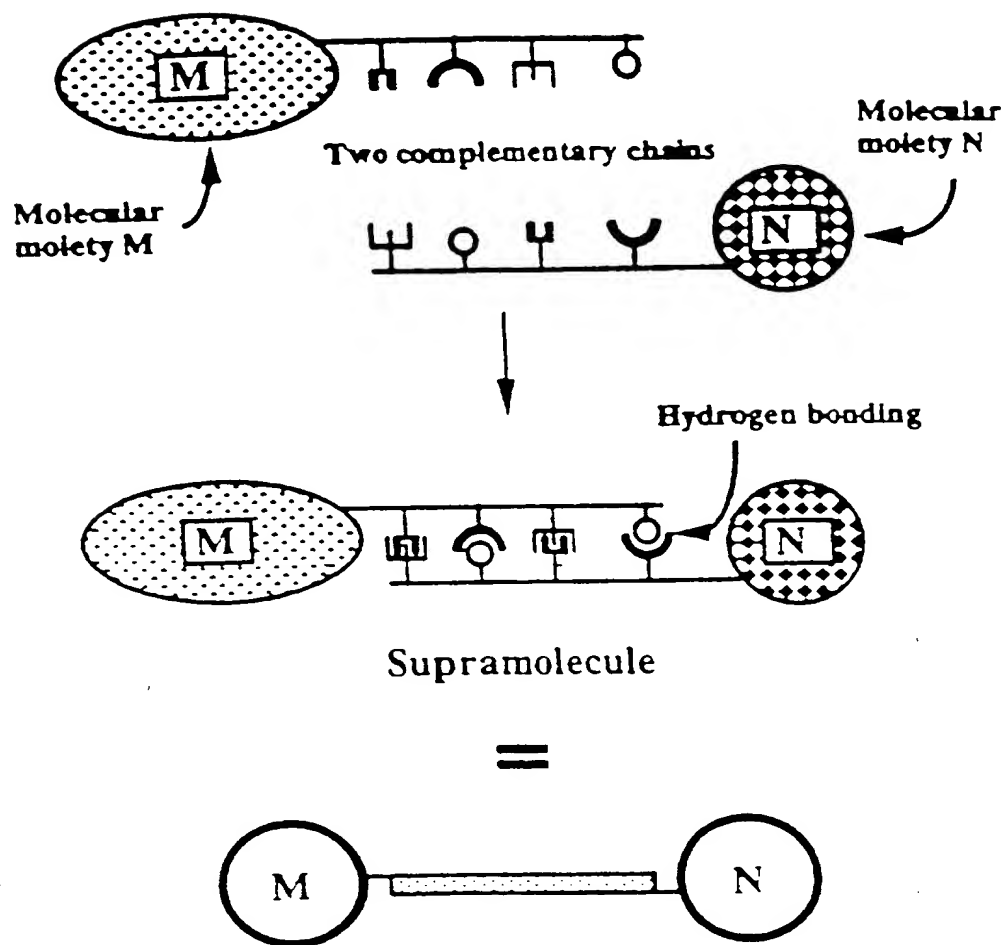 M
Molecular
moiety N
Two complementary chains
N
Molecular
moiety M
Hydrogen bonding
M
N
Supramolecule
=
M
N